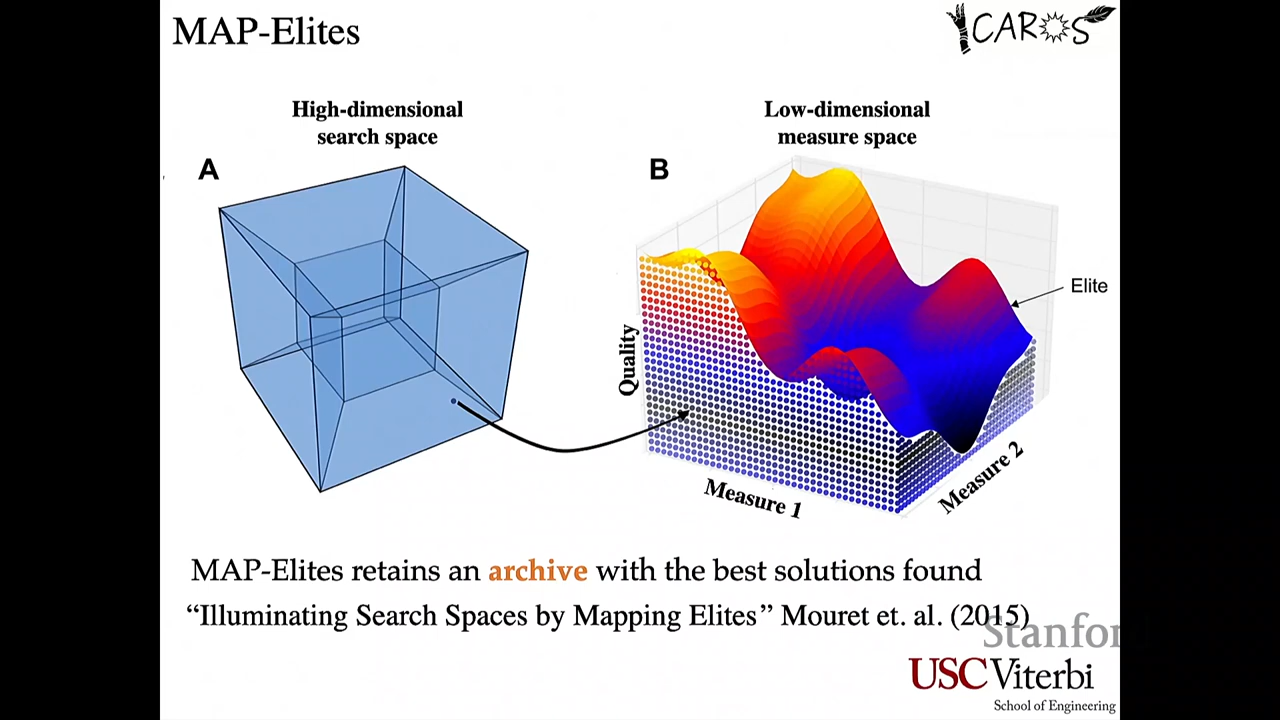 MAP-Elites
ICAROS
High-dimensional
search space
Low-dimensional
measure space
A
B
Elite
Quality
Measure 1
Measure 2
MAP-Elites retains an archive with the best solutions found
“Illuminating Search Spaces by Mapping Elites” Mouret et. al. (2015)
Stanford
USC Viterbi
School of Engineering